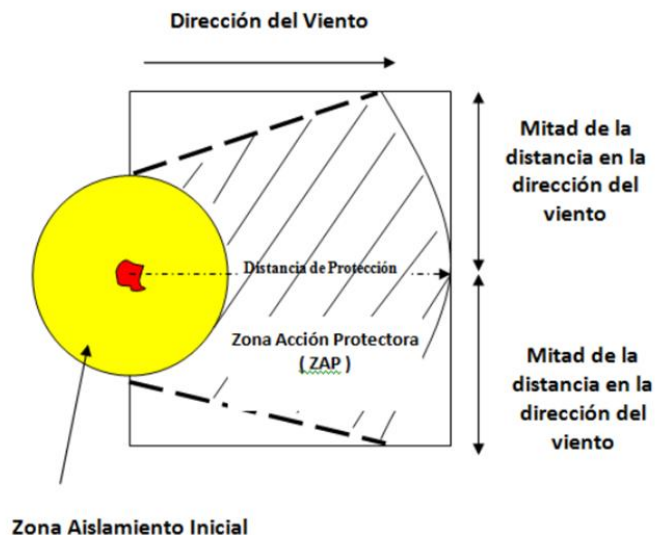 Dirección del Viento
Mitad de la
distancia en la
dirección del
viento
Distancia de Protección
Zona Acción Protectora
( ZAP )
Mitad de la
distancia en la
dirección del
viento
Zona Aislamiento Inicial